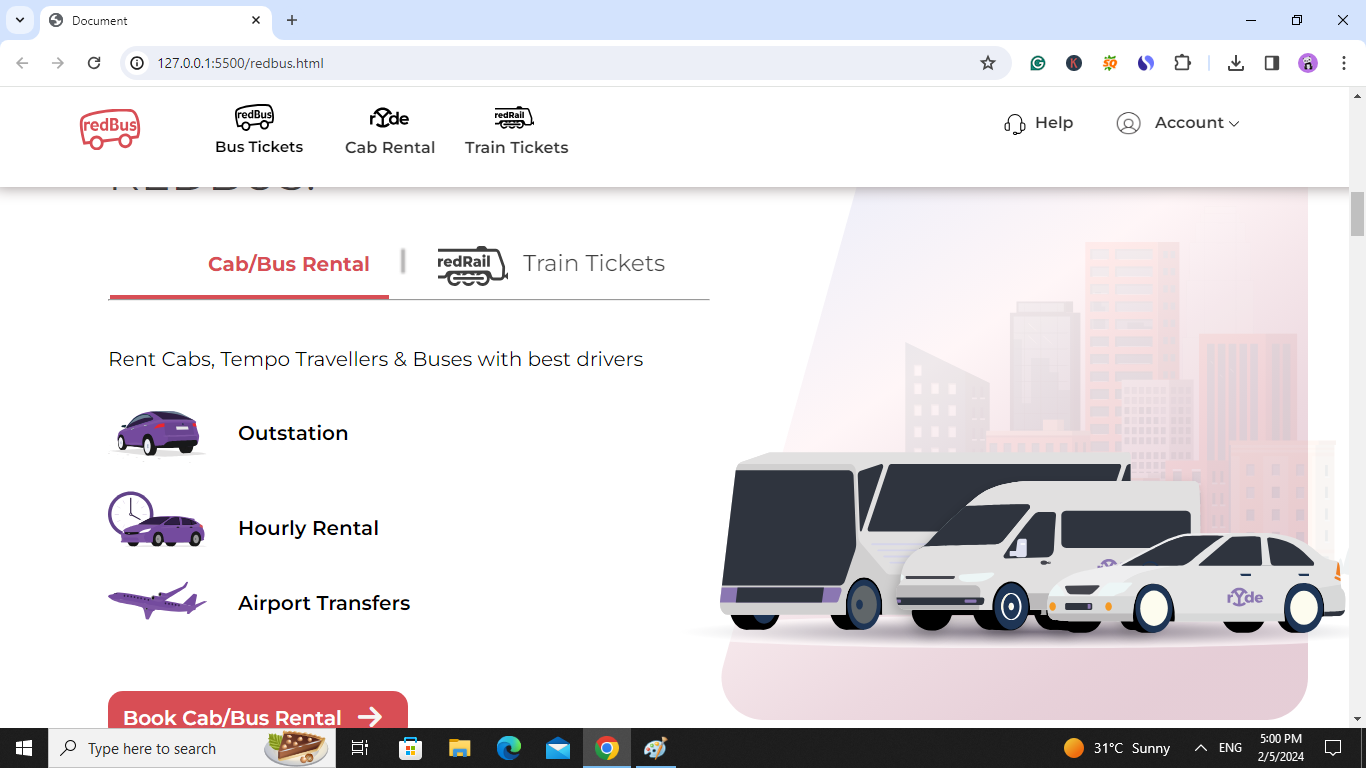 Document
127.0.0.1:5500/redbus.html
redBus
redBus
Bus Tickets
rYde
Cab Rental
redRail
Train Tickets
Help
Account
REDBUS?
Cab/Bus Rental
redRail
Train Tickets
Rent Cabs, Tempo Travellers & Buses with best drivers
Outstation
Hourly Rental
Airport Transfers
rYde
Book Cab/Bus Rental
Type here to search
31°C Sunny
ENG
5:00 PM
2/5/2024